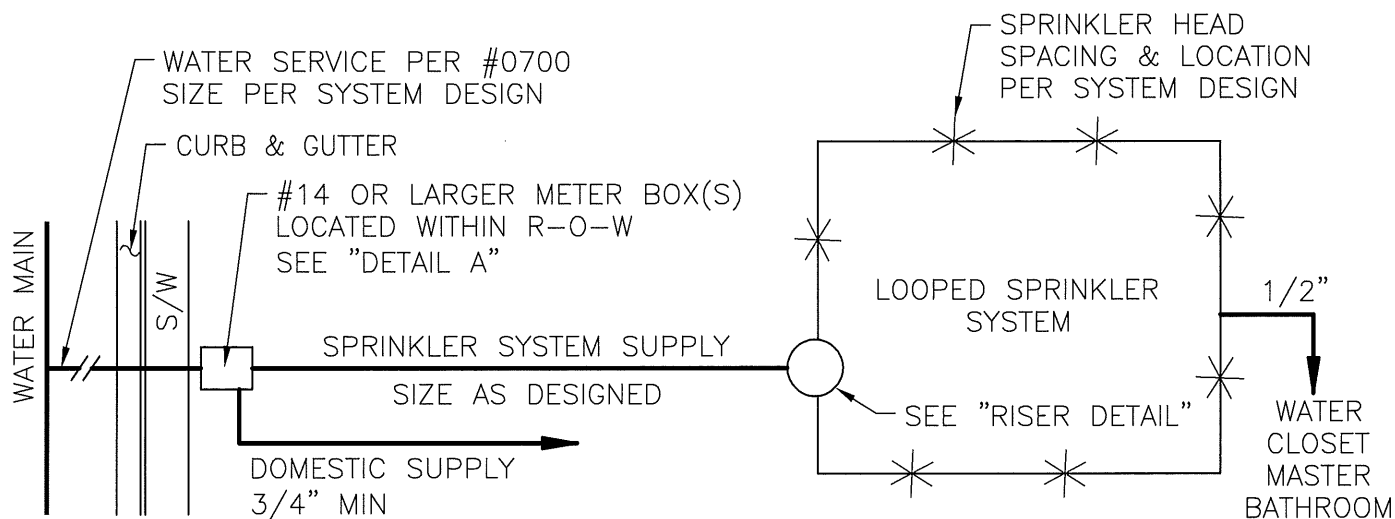 WATER SERVICE PER #0700
SIZE PER SYSTEM DESIGN
CURB & GUTTER
#14 OR LARGER METER BOX(S)
LOCATED WITHIN R-O-W
SEE "DETAIL A"
WATER MAIN
S/W
SPRINKLER SYSTEM SUPPLY
SIZE AS DESIGNED
DOMESTIC SUPPLY
3/4" MIN
SPRINKLER HEAD
SPACING & LOCATION
PER SYSTEM DESIGN
LOOPED SPRINKLER
SYSTEM
SEE "RISER DETAIL"
1/2"
WATER
CLOSET
MASTER
BATHROOM